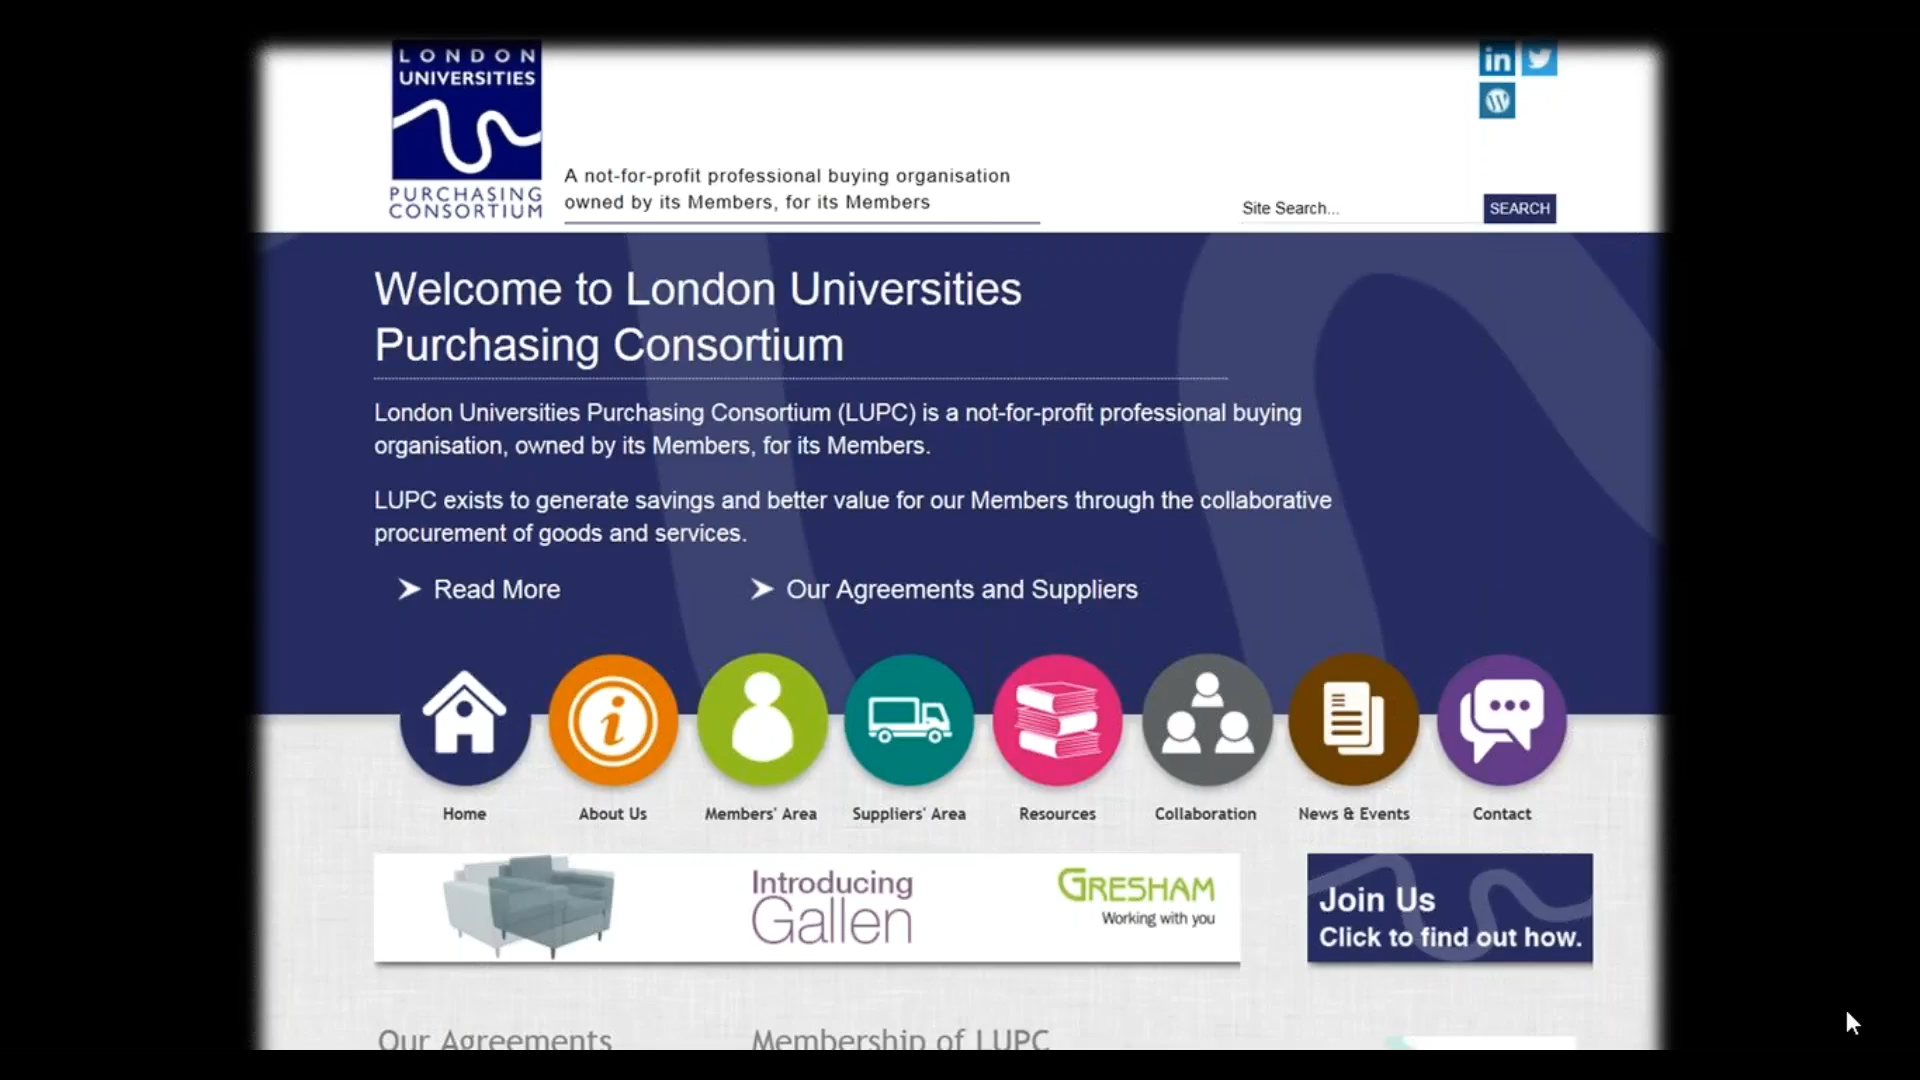 LONDON
UNIVERSITIES
PURCHASING
CONSORTIUM
A not-for-profit professional buying organisation
owned by its Members, for its Members
in
Site Search...
SEARCH
Welcome to London Universities
Purchasing Consortium
London Universities Purchasing Consortium (LUPC) is a not-for-profit professional buying
organisation, owned by its Members, for its Members.
LUPC exists to generate savings and better value for our Members through the collaborative
procurement of goods and services.
Read More
Our Agreements and Suppliers
Home
About Us
Members' Area
Suppliers' Area
Resources
Collaboration
News & Events
Contact
Introducing
Gallen
GRESHAM
Working with you
Join Us
Click to find out how.
Our Agreements
Membership of LUPC